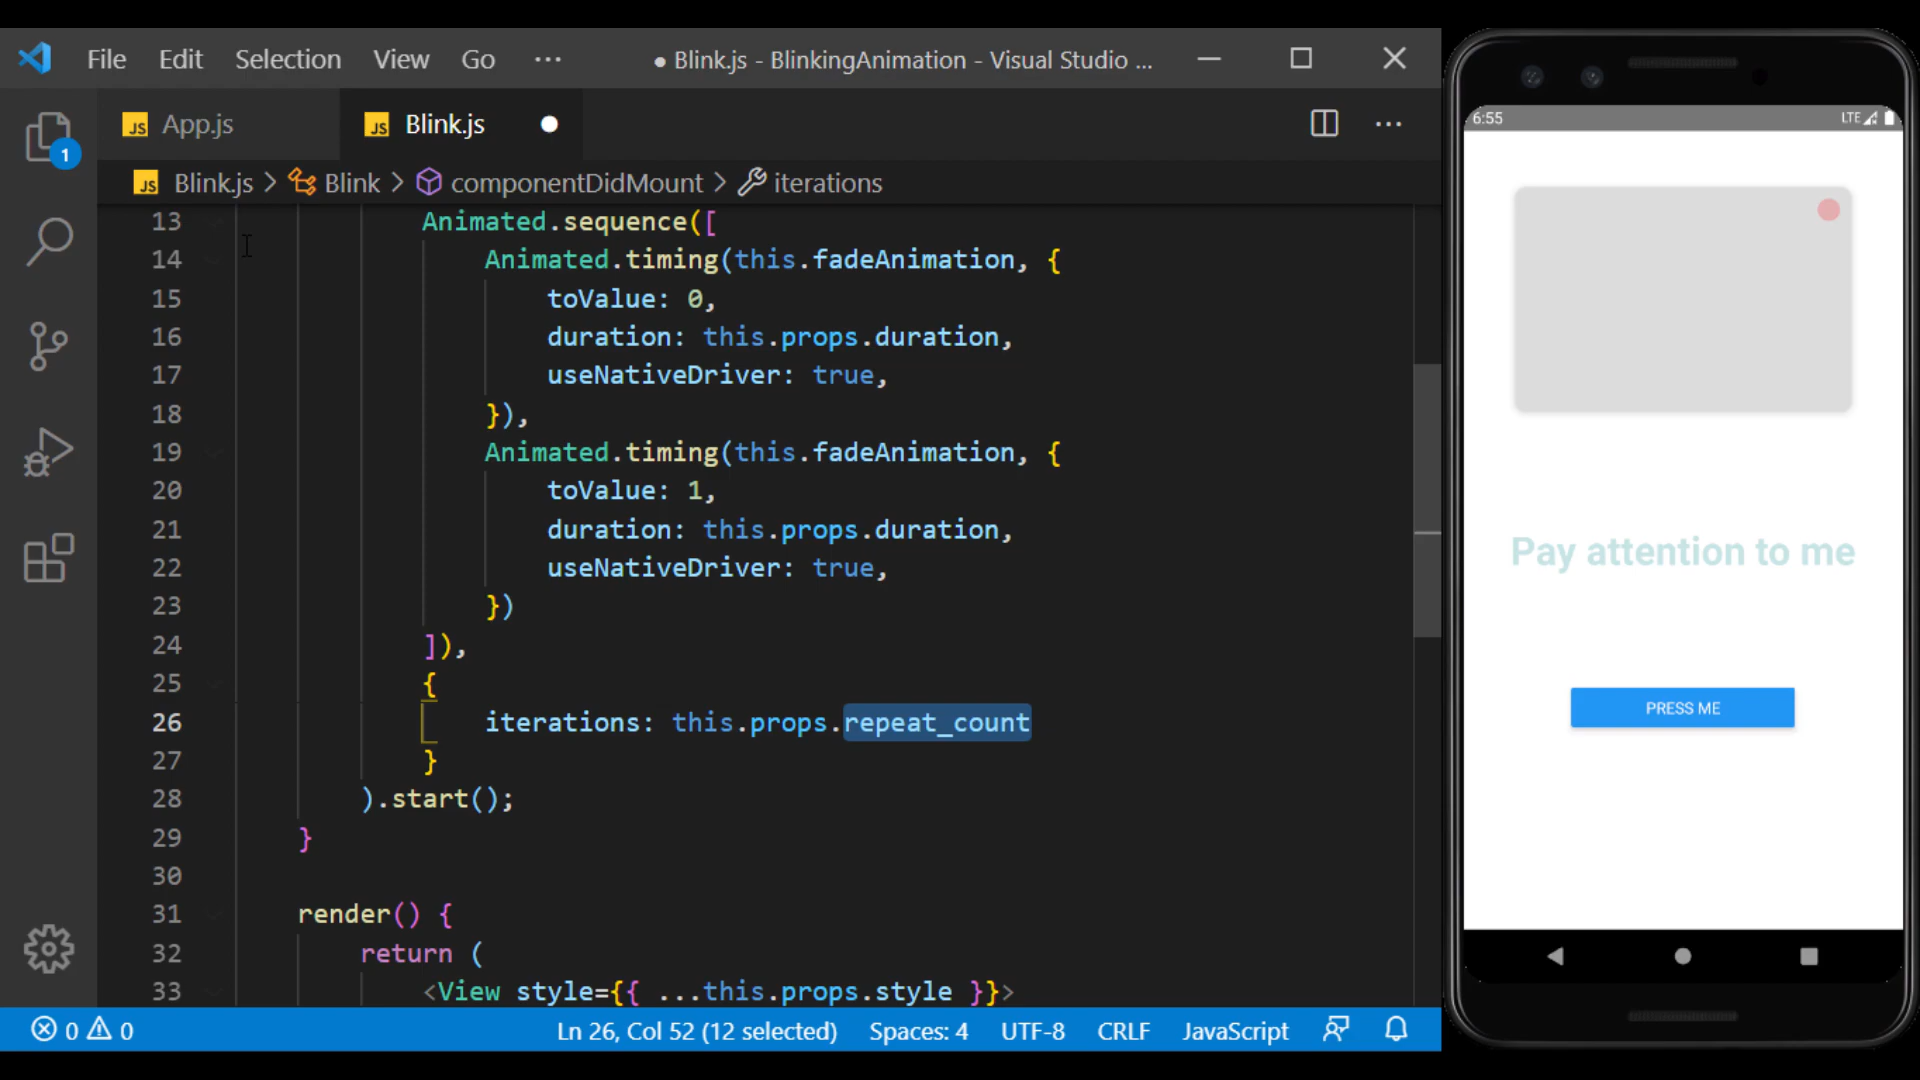 File Edit Selection View Go ··· ● Blink.js - BlinkingAnimation - Visual Studio ...
JS App.js JS Blink.js ● ···
JS Blink.js > Blink > componentDidMount > iterations
13 Animated.sequence([
14 Animated.timing(this.fadeAnimation, {
15 toValue: 0,
16 duration: this.props.duration,
17 useNativeDriver: true,
18 }),
19 Animated.timing(this.fadeAnimation, {
20 toValue: 1,
21 duration: this.props.duration,
22 useNativeDriver: true,
23 })
24 ]),
25 {
26 iterations: this.props.repeat_count
27 }
28 ).start();
29 }
30
31 render() {
32 return (
33 <View style={{ ...this.props.style }}>
1
0 0 Ln 26, Col 52 (12 selected) Spaces: 4 UTF-8 CRLF JavaScript
6:55 LTE
Pay attention to me
PRESS ME